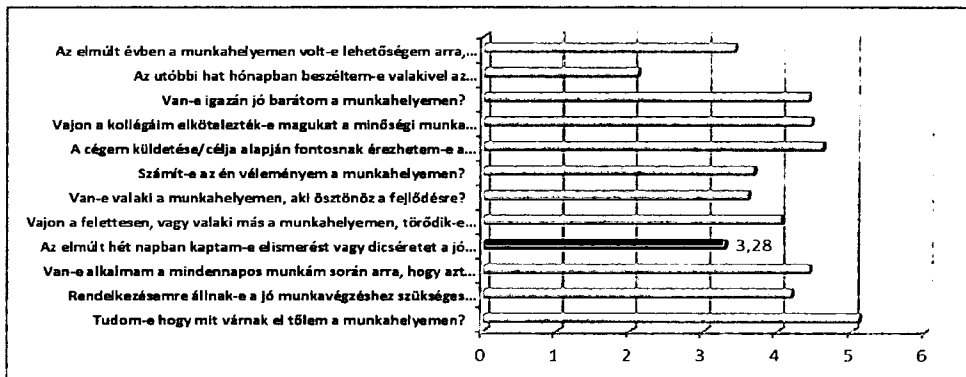 Az elmúlt évben a munkahelyemen volt-e lehetőségem arra,...
Az utóbbi hat hónapban beszéltem-e valakivel az...
Van-e igazán jó barátom a munkahelyemen?
Vajon a kollégáim elkötelezték-e magukat a minőségi munka
A cégem küldetése/célja alapján fontosnak érezhetem-e a...
Számít-e az én véleményem a munkahelyemen?
Van-e valaki a munkahelyemen, aki ösztönöz a fejlődésre?
Vajon a felettesen, vagy valaki más a munkahelyemen, törődik-e...
Az elmúlt hét napban kaptam-e elismerést vagy dicséretet a jó...
3,28
Van-e alkalmam a mindennapos munkám során arra, hogy azt...
Rendelkezésemre állnak-e a jó munkavégzéshez szükséges...
Tudom-e hogy mit várnak el tőlem a munkahelyemen?
0 1 2 3 4 5 6